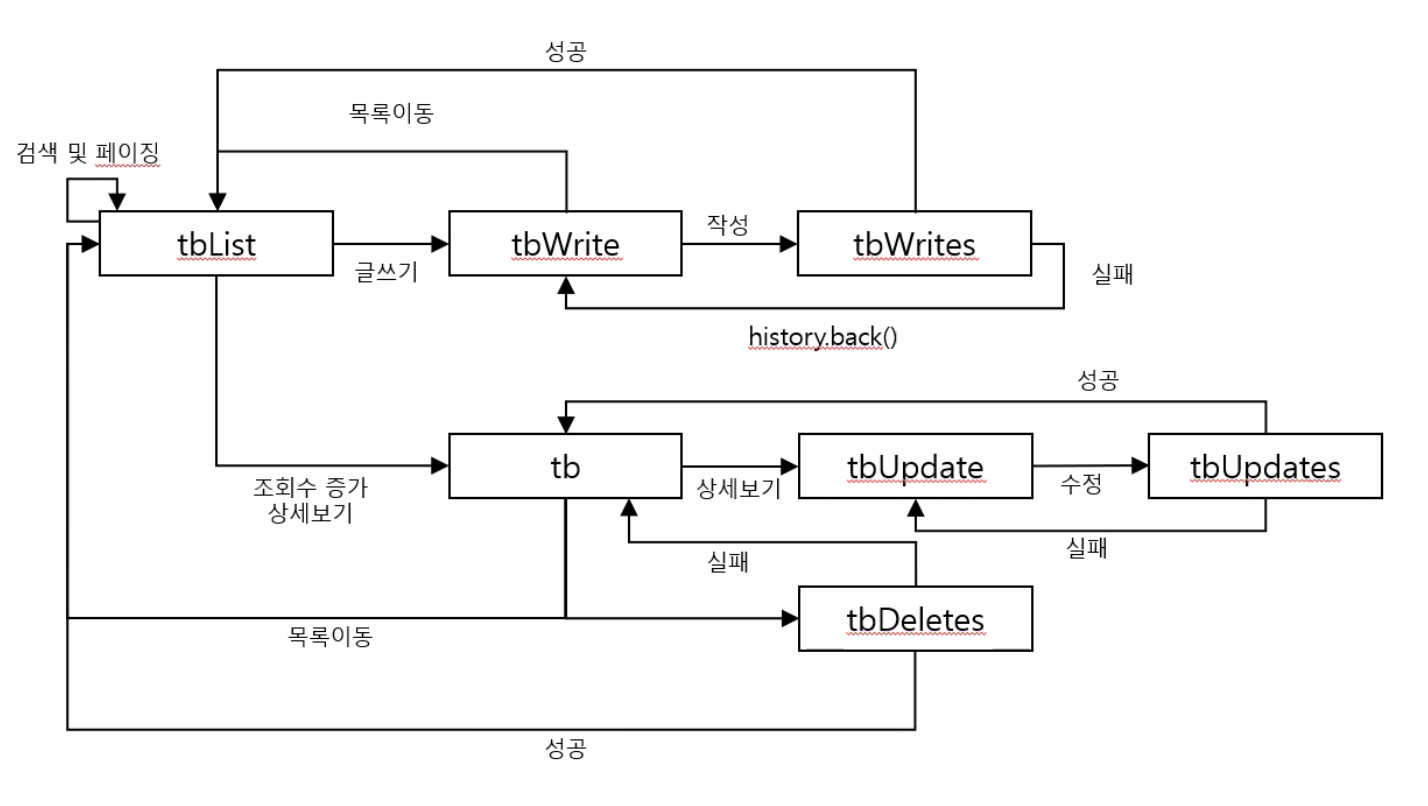 성공
목록이동
검색 및 페이징
tbList
글쓰기
tbWrite
작성
tbWrites
실패
history.back()
성공
tb
상세보기
tbUpdate
수정
tbUpdates
조회수 증가
상세보기
실패
실패
tbDeletes
목록이동
성공